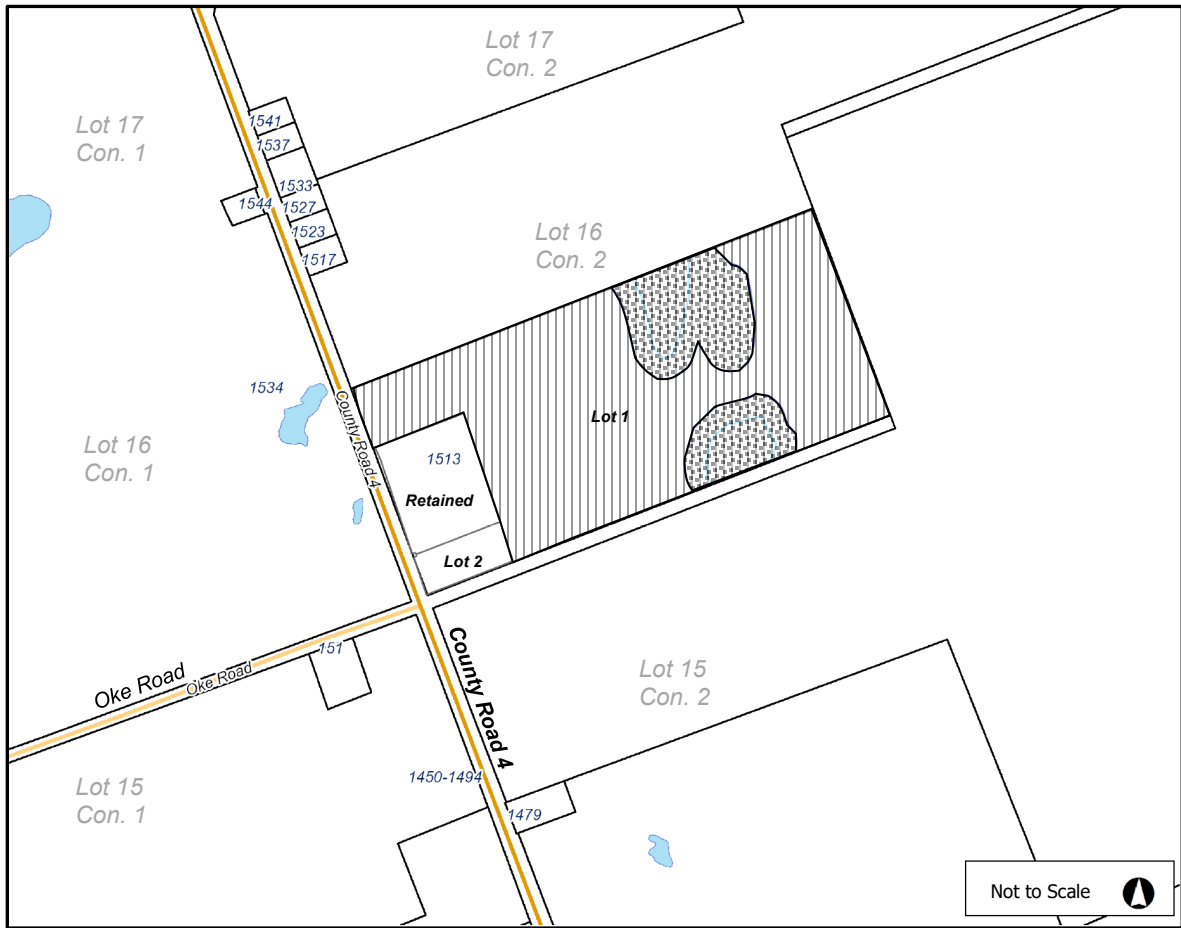 Lot 17
Con. 2
Lot 17
Con. 1
1541
1537
1533
1544
1527
1523
1517
Lot 16
Con. 2
1534
County Road 4
Lot 1
Lot 16
Con. 1
1513
Retained
Lot 2
151
Oke Road
Oke Road
County Road 4
Lot 15
Con. 2
1450-1494
Lot 15
Con. 1
1479
Not to Scale